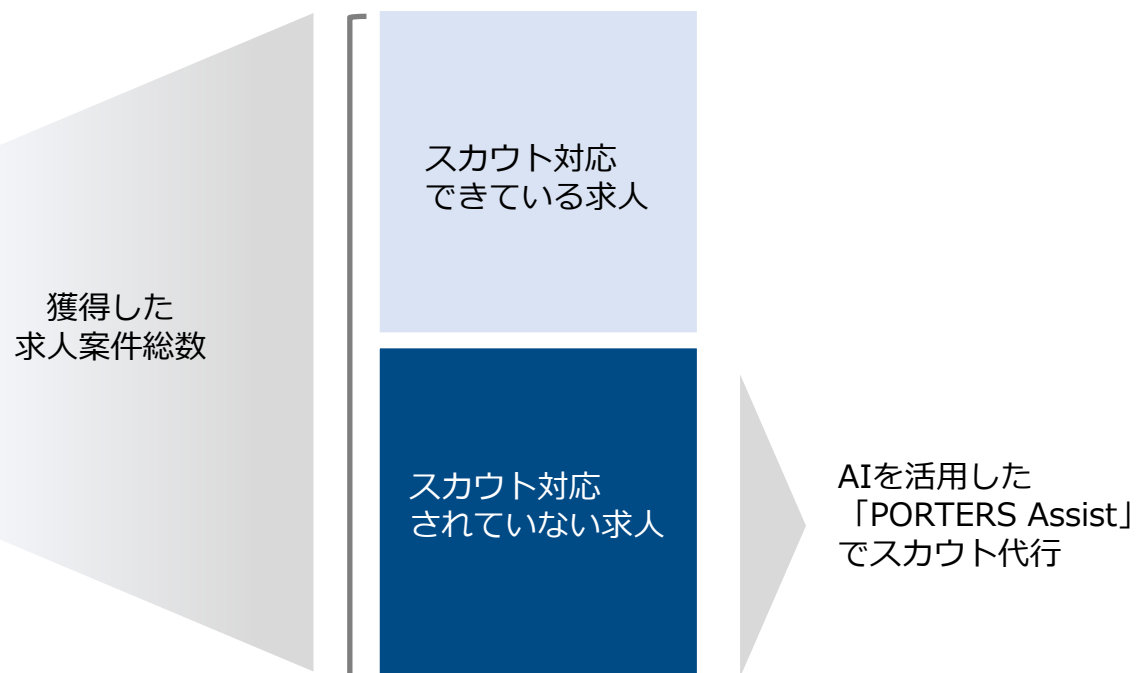 獲得した
求人案件総数
スカウト対応
できている求人
スカウト対応
されていない求人
AIを活用した
「PORTERS Assist」
でスカウト代行